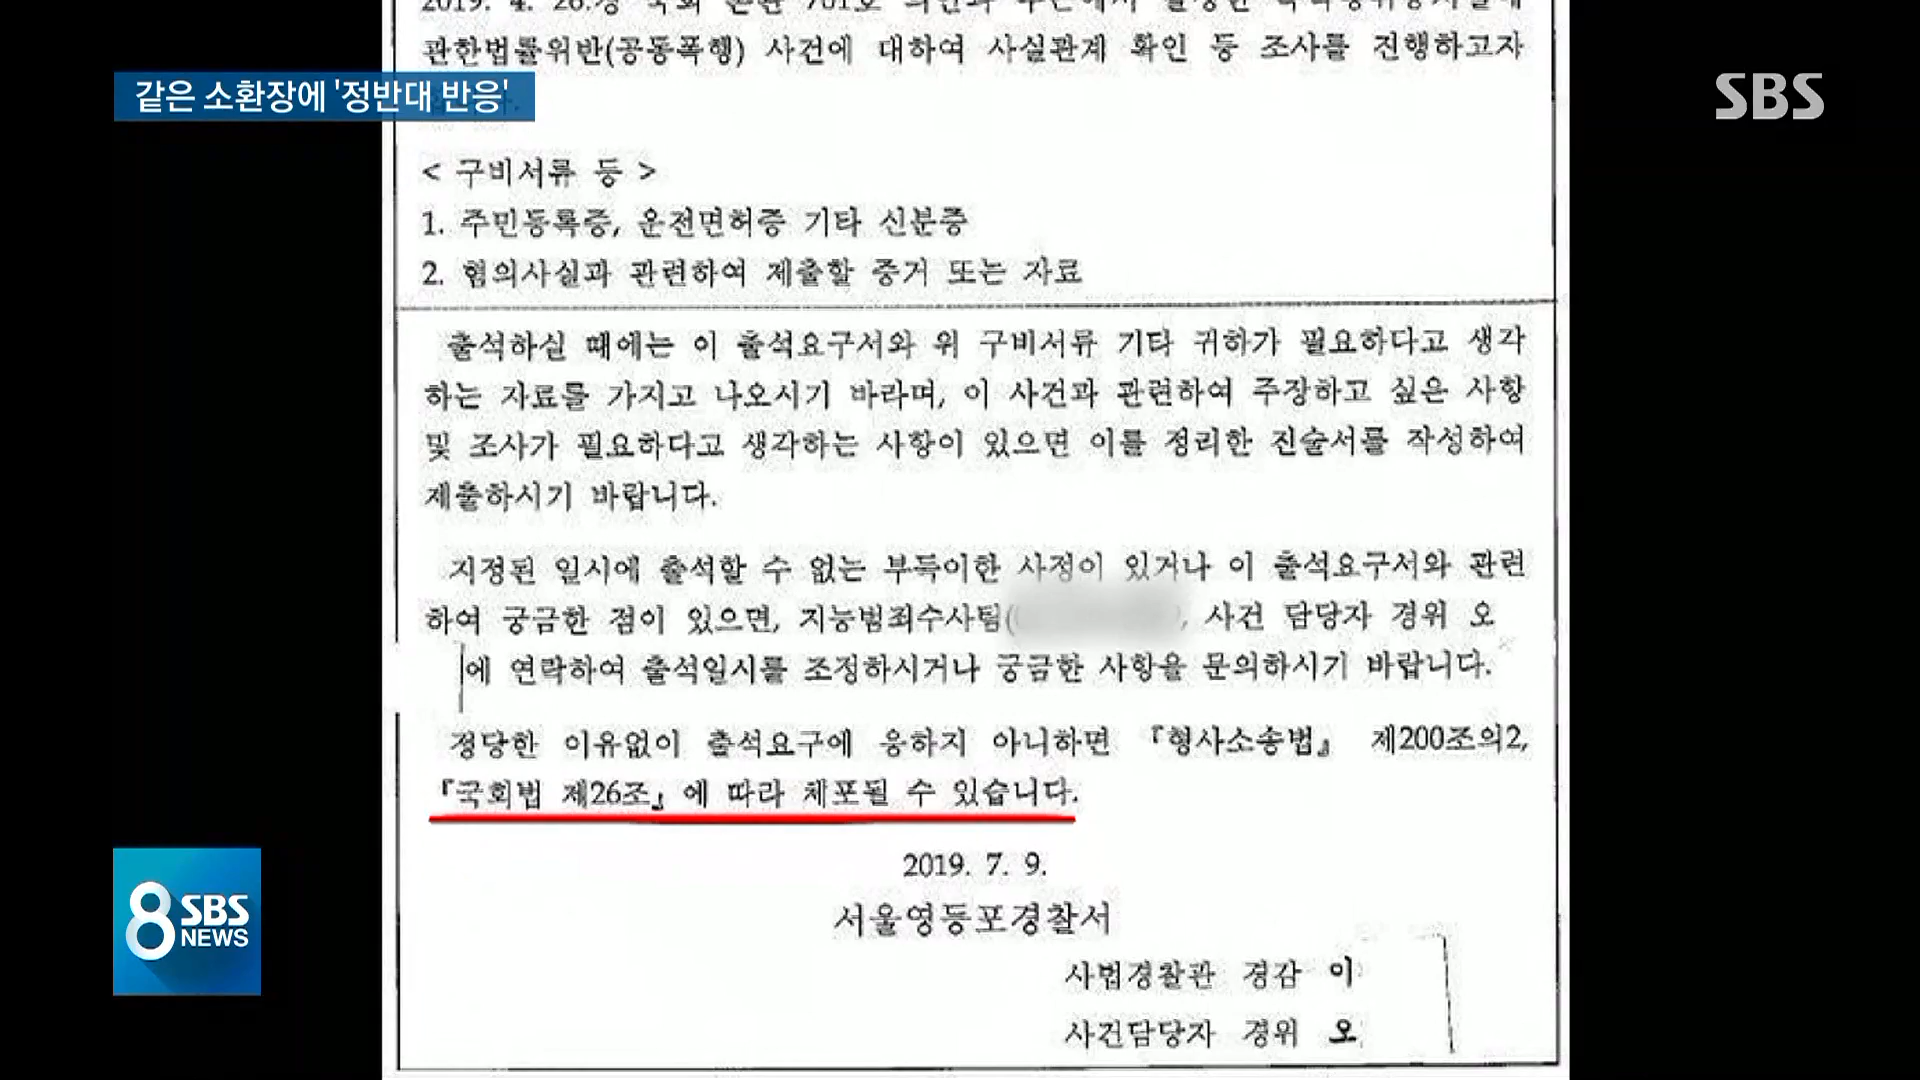 관한법률위반(공동폭행) 사건에 대하여 사실관계 확인 등 조사를 진행하고자
같은 소환장에 '정반대 반응'
SBS
< 구비서류 등 >
1. 주민등록증, 운전면허증 기타 신분증
2. 혐의사실과 관련하여 제출할 증거 또는 자료
출석하실 때에는 이 출석요구서와 위 구비서류 기타 귀하가 필요하다고 생각
하는 자료를 가지고 나오시기 바라며, 이 사건과 관련하여 주장하고 싶은 사항
및 조사가 필요하다고 생각하는 사항이 있으면 이를 정리한 진술서를 작성하여
제출하시기 바랍니다.
지정된 일시에 출석할 수 없는 부득이한 사정이 있거나 이 출석요구서와 관련
하여 궁금한 점이 있으면, 지능범죄수사팀( ), 사건 담당자 경위 오
에 연락하여 출석일시를 조정하시거나 궁금한 사항을 문의하시기 바랍니다.
정당한 이유없이 출석요구에 응하지 아니하면 『형사소송법』 제200조의2,
『국회법 제26조』에 따라 체포될 수 있습니다.
2019. 7. 9.
서울영등포경찰서
사법경찰관 경감 이
사건담당자 경위 오
8 SBS NEWS